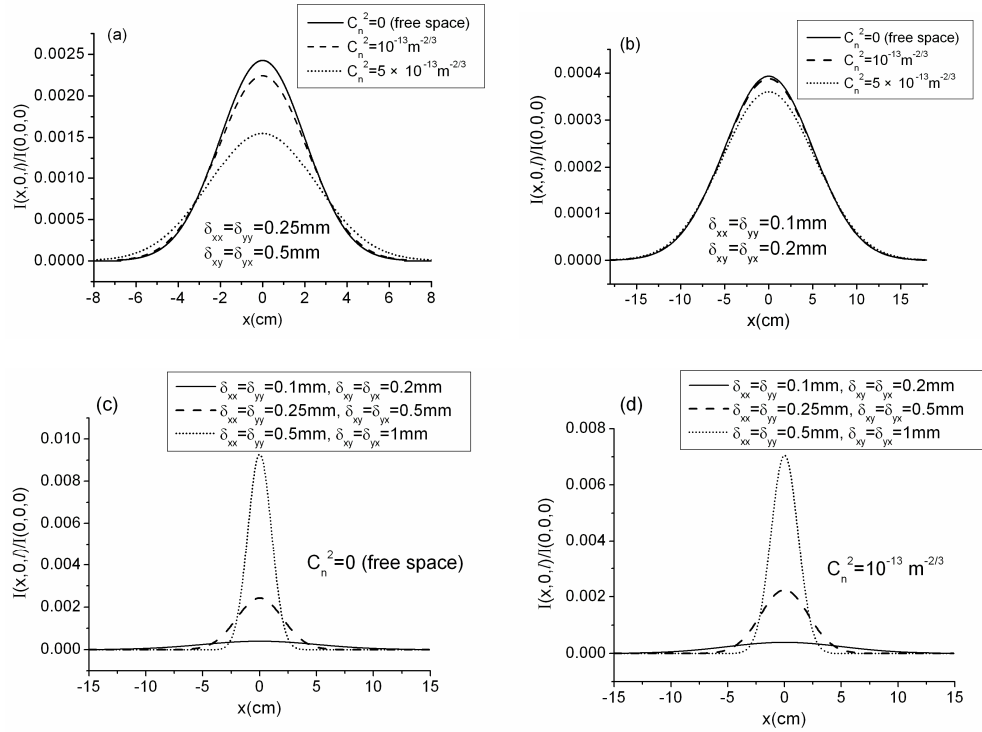 (a)
C_n^2=0 (free space)
C_n^2=10^-13 m^-2/3
C_n^2=5 × 10^-13 m^-2/3
I(x,0,l)/I(0,0,0)
0.0025
0.0020
0.0015
0.0010
0.0005
0.0000
δ_xx=δ_yy=0.25mm
δ_xy=δ_yx=0.5mm
-8 -6 -4 -2 0 2 4 6 8
x(cm)
(b)
C_n^2=0 (free space)
C_n^2=10^-13 m^-2/3
C_n^2=5 × 10^-13 m^-2/3
I(x,0,l)/I(0,0,0)
0.0004
0.0003
0.0002
0.0001
0.0000
δ_xx=δ_yy=0.1mm
δ_xy=δ_yx=0.2mm
-15 -10 -5 0 5 10 15
x(cm)
(c)
δ_xx=δ_yy=0.1mm, δ_xy=δ_yx=0.2mm
δ_xx=δ_yy=0.25mm, δ_xy=δ_yx=0.5mm
δ_xx=δ_yy=0.5mm, δ_xy=δ_yx=1mm
I(x,0,l)/I(0,0,0)
0.010
0.008
0.006
0.004
0.002
0.000
C_n^2=0 (free space)
-15 -10 -5 0 5 10 15
x(cm)
(d)
δ_xx=δ_yy=0.1mm, δ_xy=δ_yx=0.2mm
δ_xx=δ_yy=0.25mm, δ_xy=δ_yx=0.5mm
δ_xx=δ_yy=0.5mm, δ_xy=δ_yx=1mm
I(x,0,l)/I(0,0,0)
0.008
0.006
0.004
0.002
0.000
C_n^2=10^-13 m^-2/3
-15 -10 -5 0 5 10 15
x(cm)